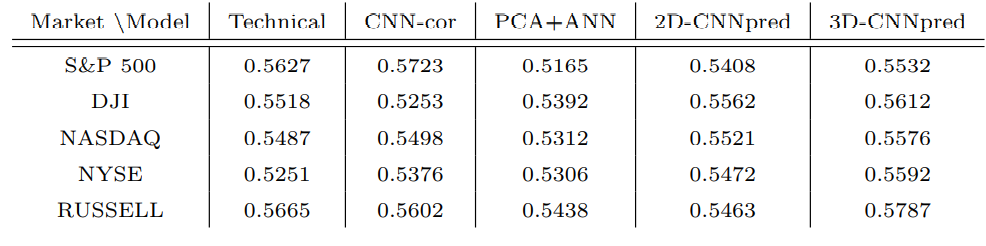 Market \Model Technical CNN-cor PCA+ANN 2D-CNNpred 3D-CNNpred
S&P 500 0.5627 0.5723 0.5165 0.5408 0.5532
DJI 0.5518 0.5253 0.5392 0.5562 0.5612
NASDAQ 0.5487 0.5498 0.5312 0.5521 0.5576
NYSE 0.5251 0.5376 0.5306 0.5472 0.5592
RUSSELL 0.5665 0.5602 0.5438 0.5463 0.5787